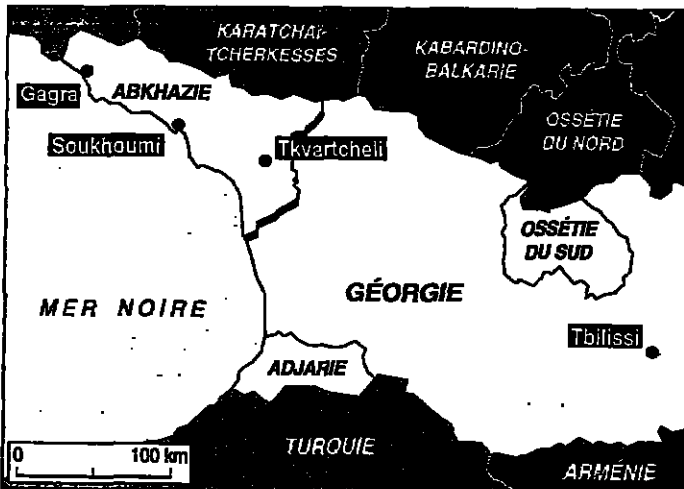 KARATCHAÏ-
TCHERKESSES
KABARDINO-
BALKARIE
Gagra
ABKHAZIE
OSSÉTIE
DU NORD
Soukhoumi
Tkvartcheli
OSSÉTIE
DU SUD
GÉORGIE
MER NOIRE
Tbilissi
ADJARIE
0 100 km
TURQUIE
ARMÉNIE